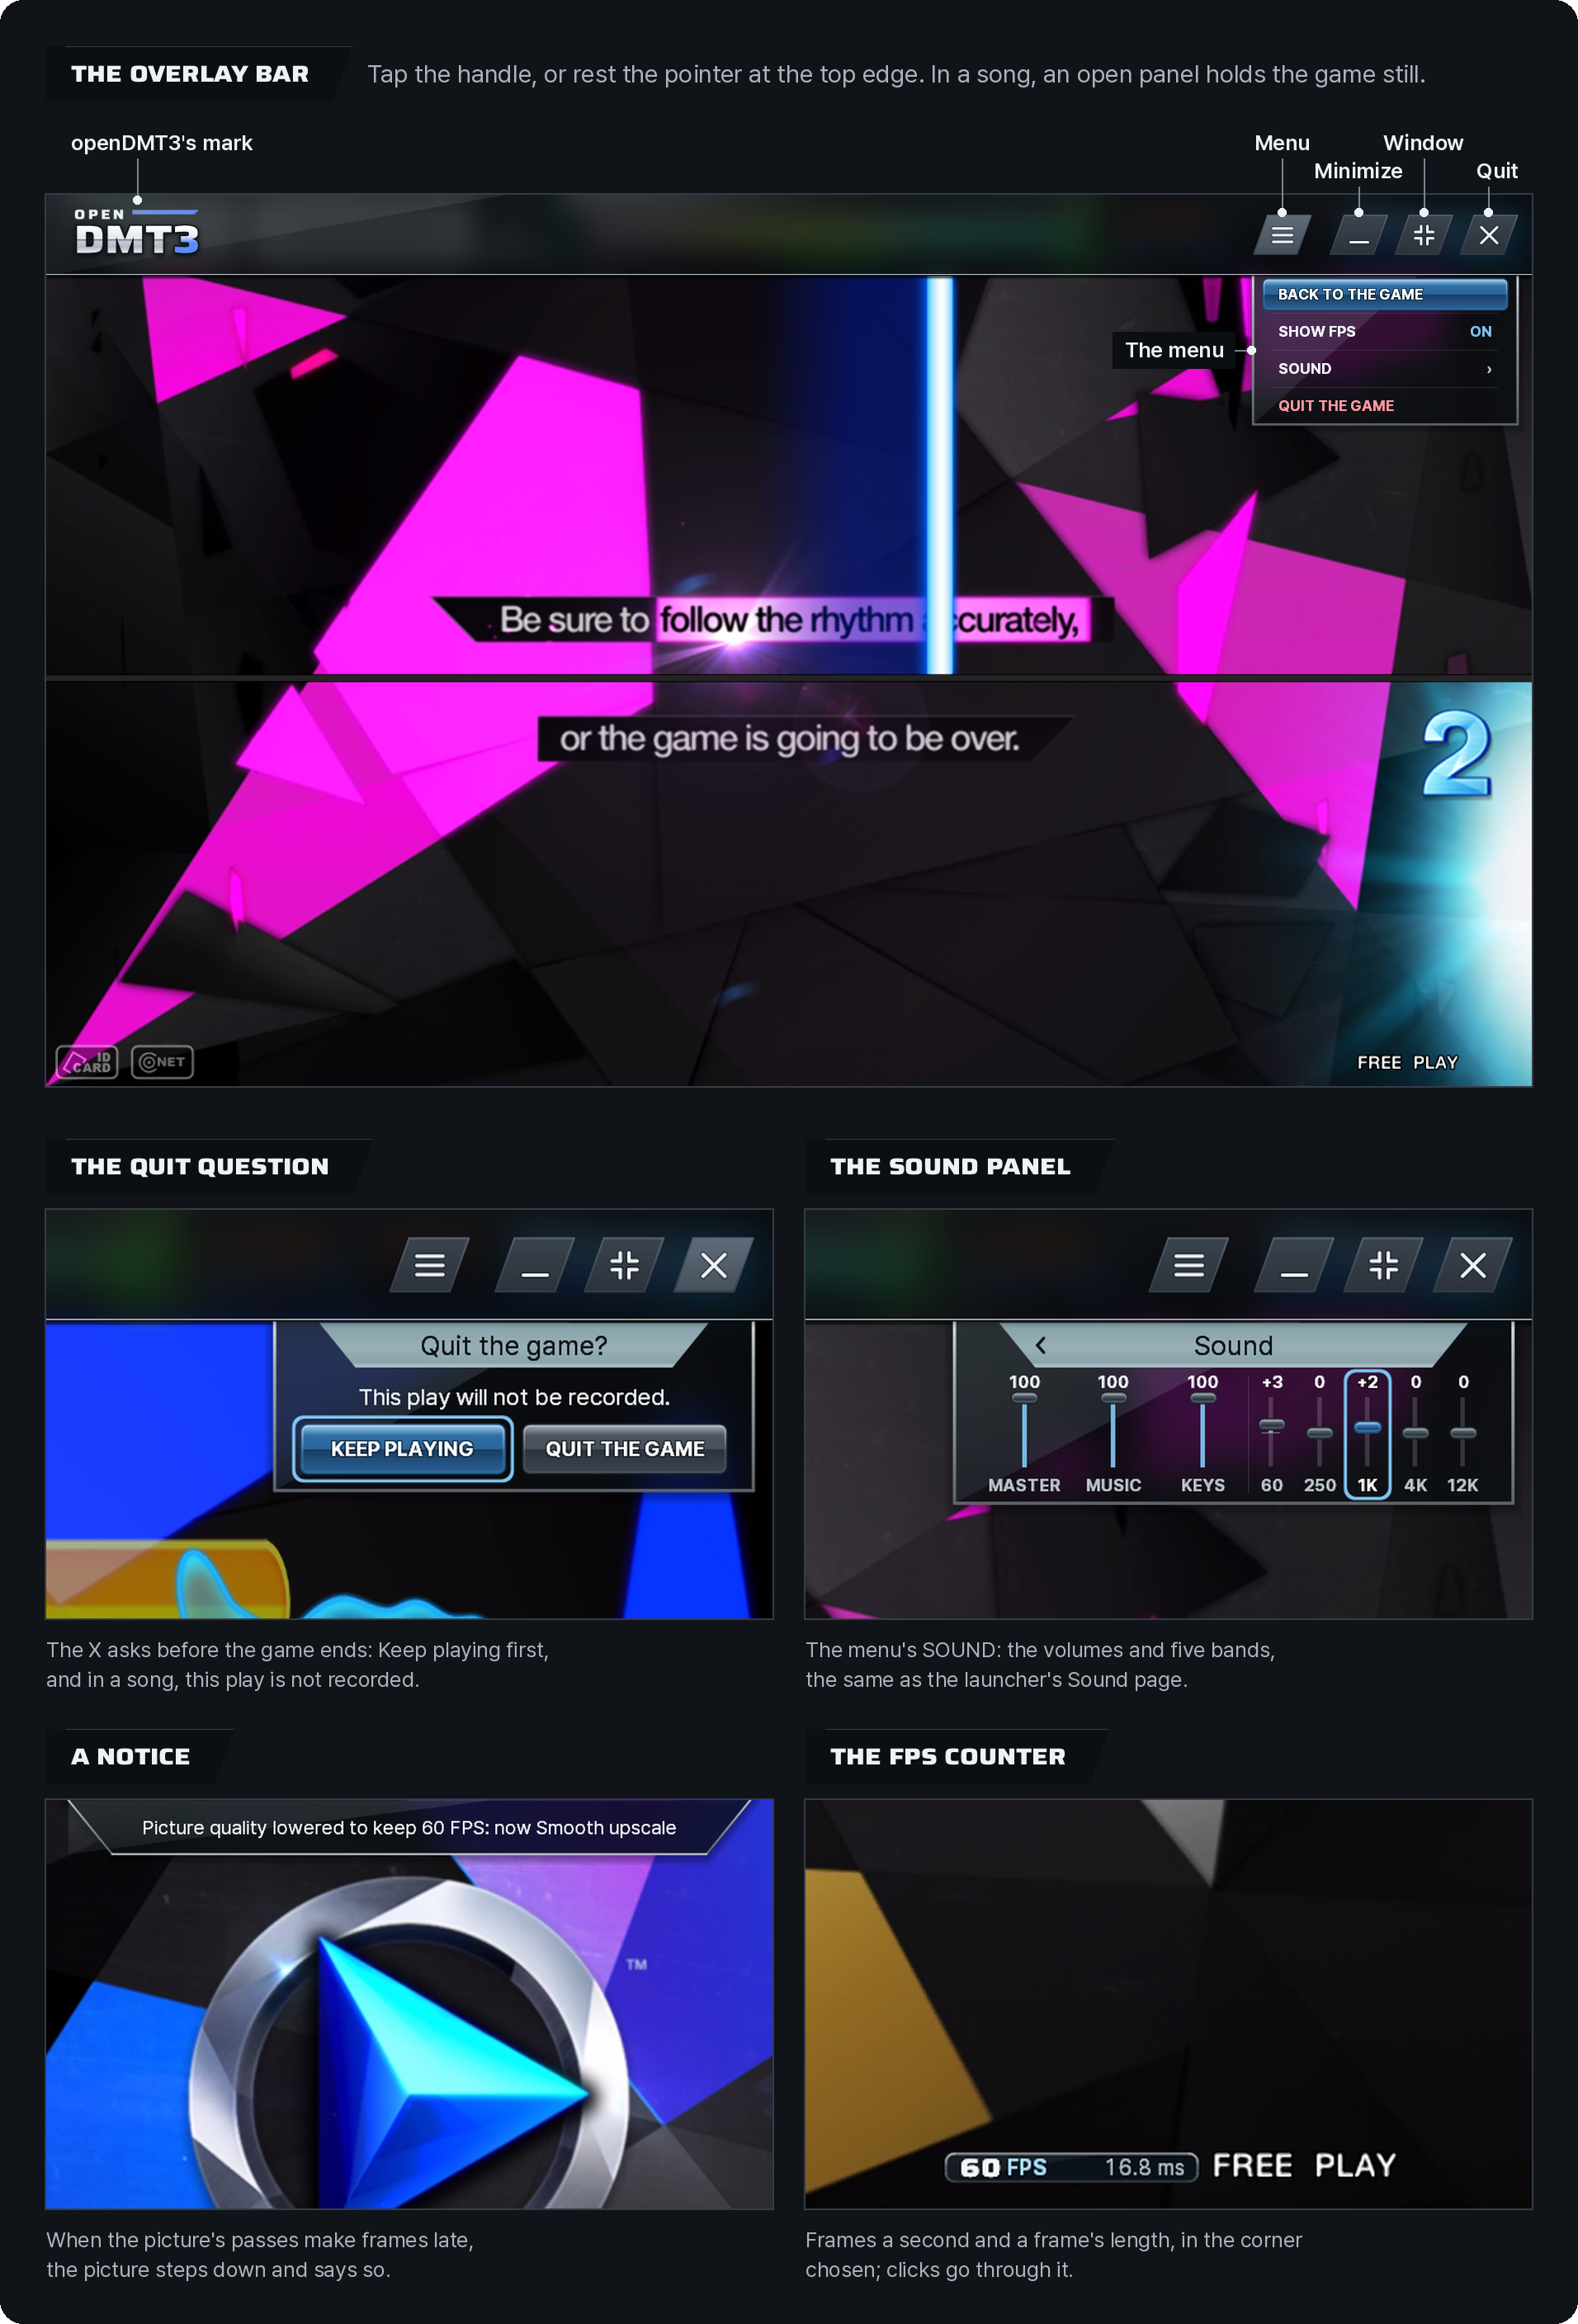 THE OVERLAY BAR
Tap the handle, or rest the pointer at the top edge. In a song, an open panel holds the game still.
openDMT3's mark
Menu
Window
Minimize
Quit
OPEN
DMT3
BACK TO THE GAME
SHOW FPS ON
The menu
SOUND ›
QUIT THE GAME
Be sure to follow the rhythm accurately,
or the game is going to be over.
2
ID CARD
NET
FREE PLAY
THE QUIT QUESTION
Quit the game?
This play will not be recorded.
KEEP PLAYING
QUIT THE GAME
The X asks before the game ends: Keep playing first,
and in a song, this play is not recorded.
THE SOUND PANEL
Sound
100 100 100 +3 0 +2 0 0
MASTER MUSIC KEYS 60 250 1K 4K 12K
The menu's SOUND: the volumes and five bands,
the same as the launcher's Sound page.
A NOTICE
Picture quality lowered to keep 60 FPS: now Smooth upscale
TM
When the picture's passes make frames late,
the picture steps down and says so.
THE FPS COUNTER
60 FPS 16.8 ms FREE PLAY
Frames a second and a frame's length, in the corner
chosen; clicks go through it.